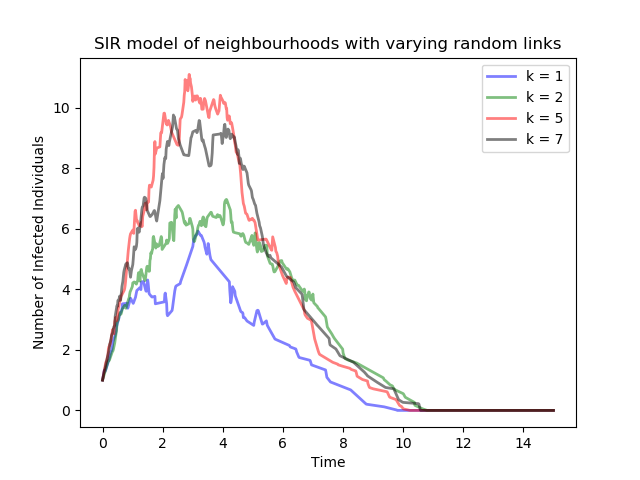 SIR model of neighbourhoods with varying random links
k = 1
k = 2
k = 5
k = 7
Number of Infected Individuals
10
8
6
4
2
0
0 2 4 6 8 10 12 14
Time